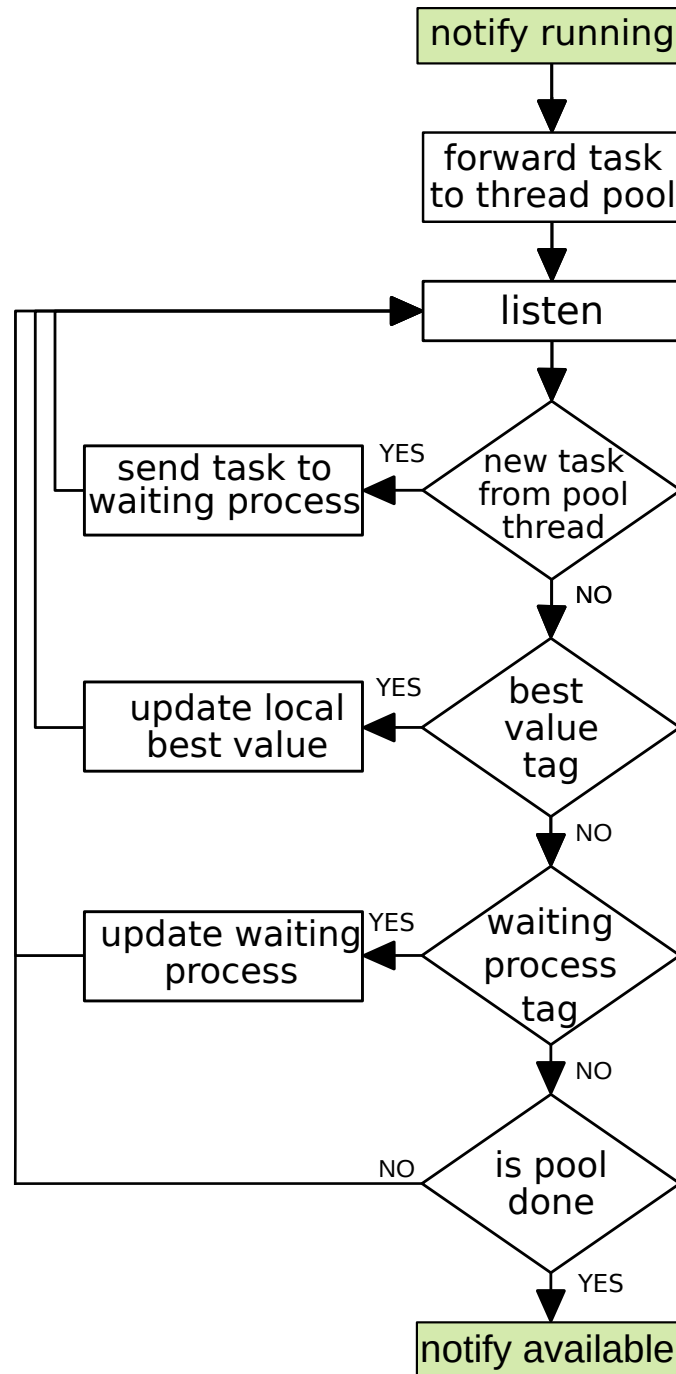 notify running
forward task
to thread pool
listen
YES
send task to
waiting process
new task
from pool
thread
NO
YES
update local
best value
best
value
tag
NO
YES
update waiting
process
waiting
process
tag
NO
NO
is pool
done
YES
notify available